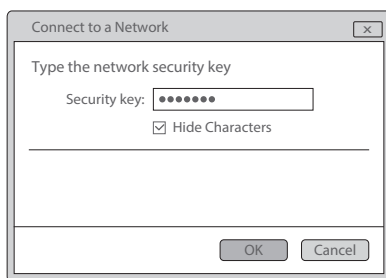 Connect to a Network
Type the network security key
Security key: •••••••
Hide Characters
OK Cancel